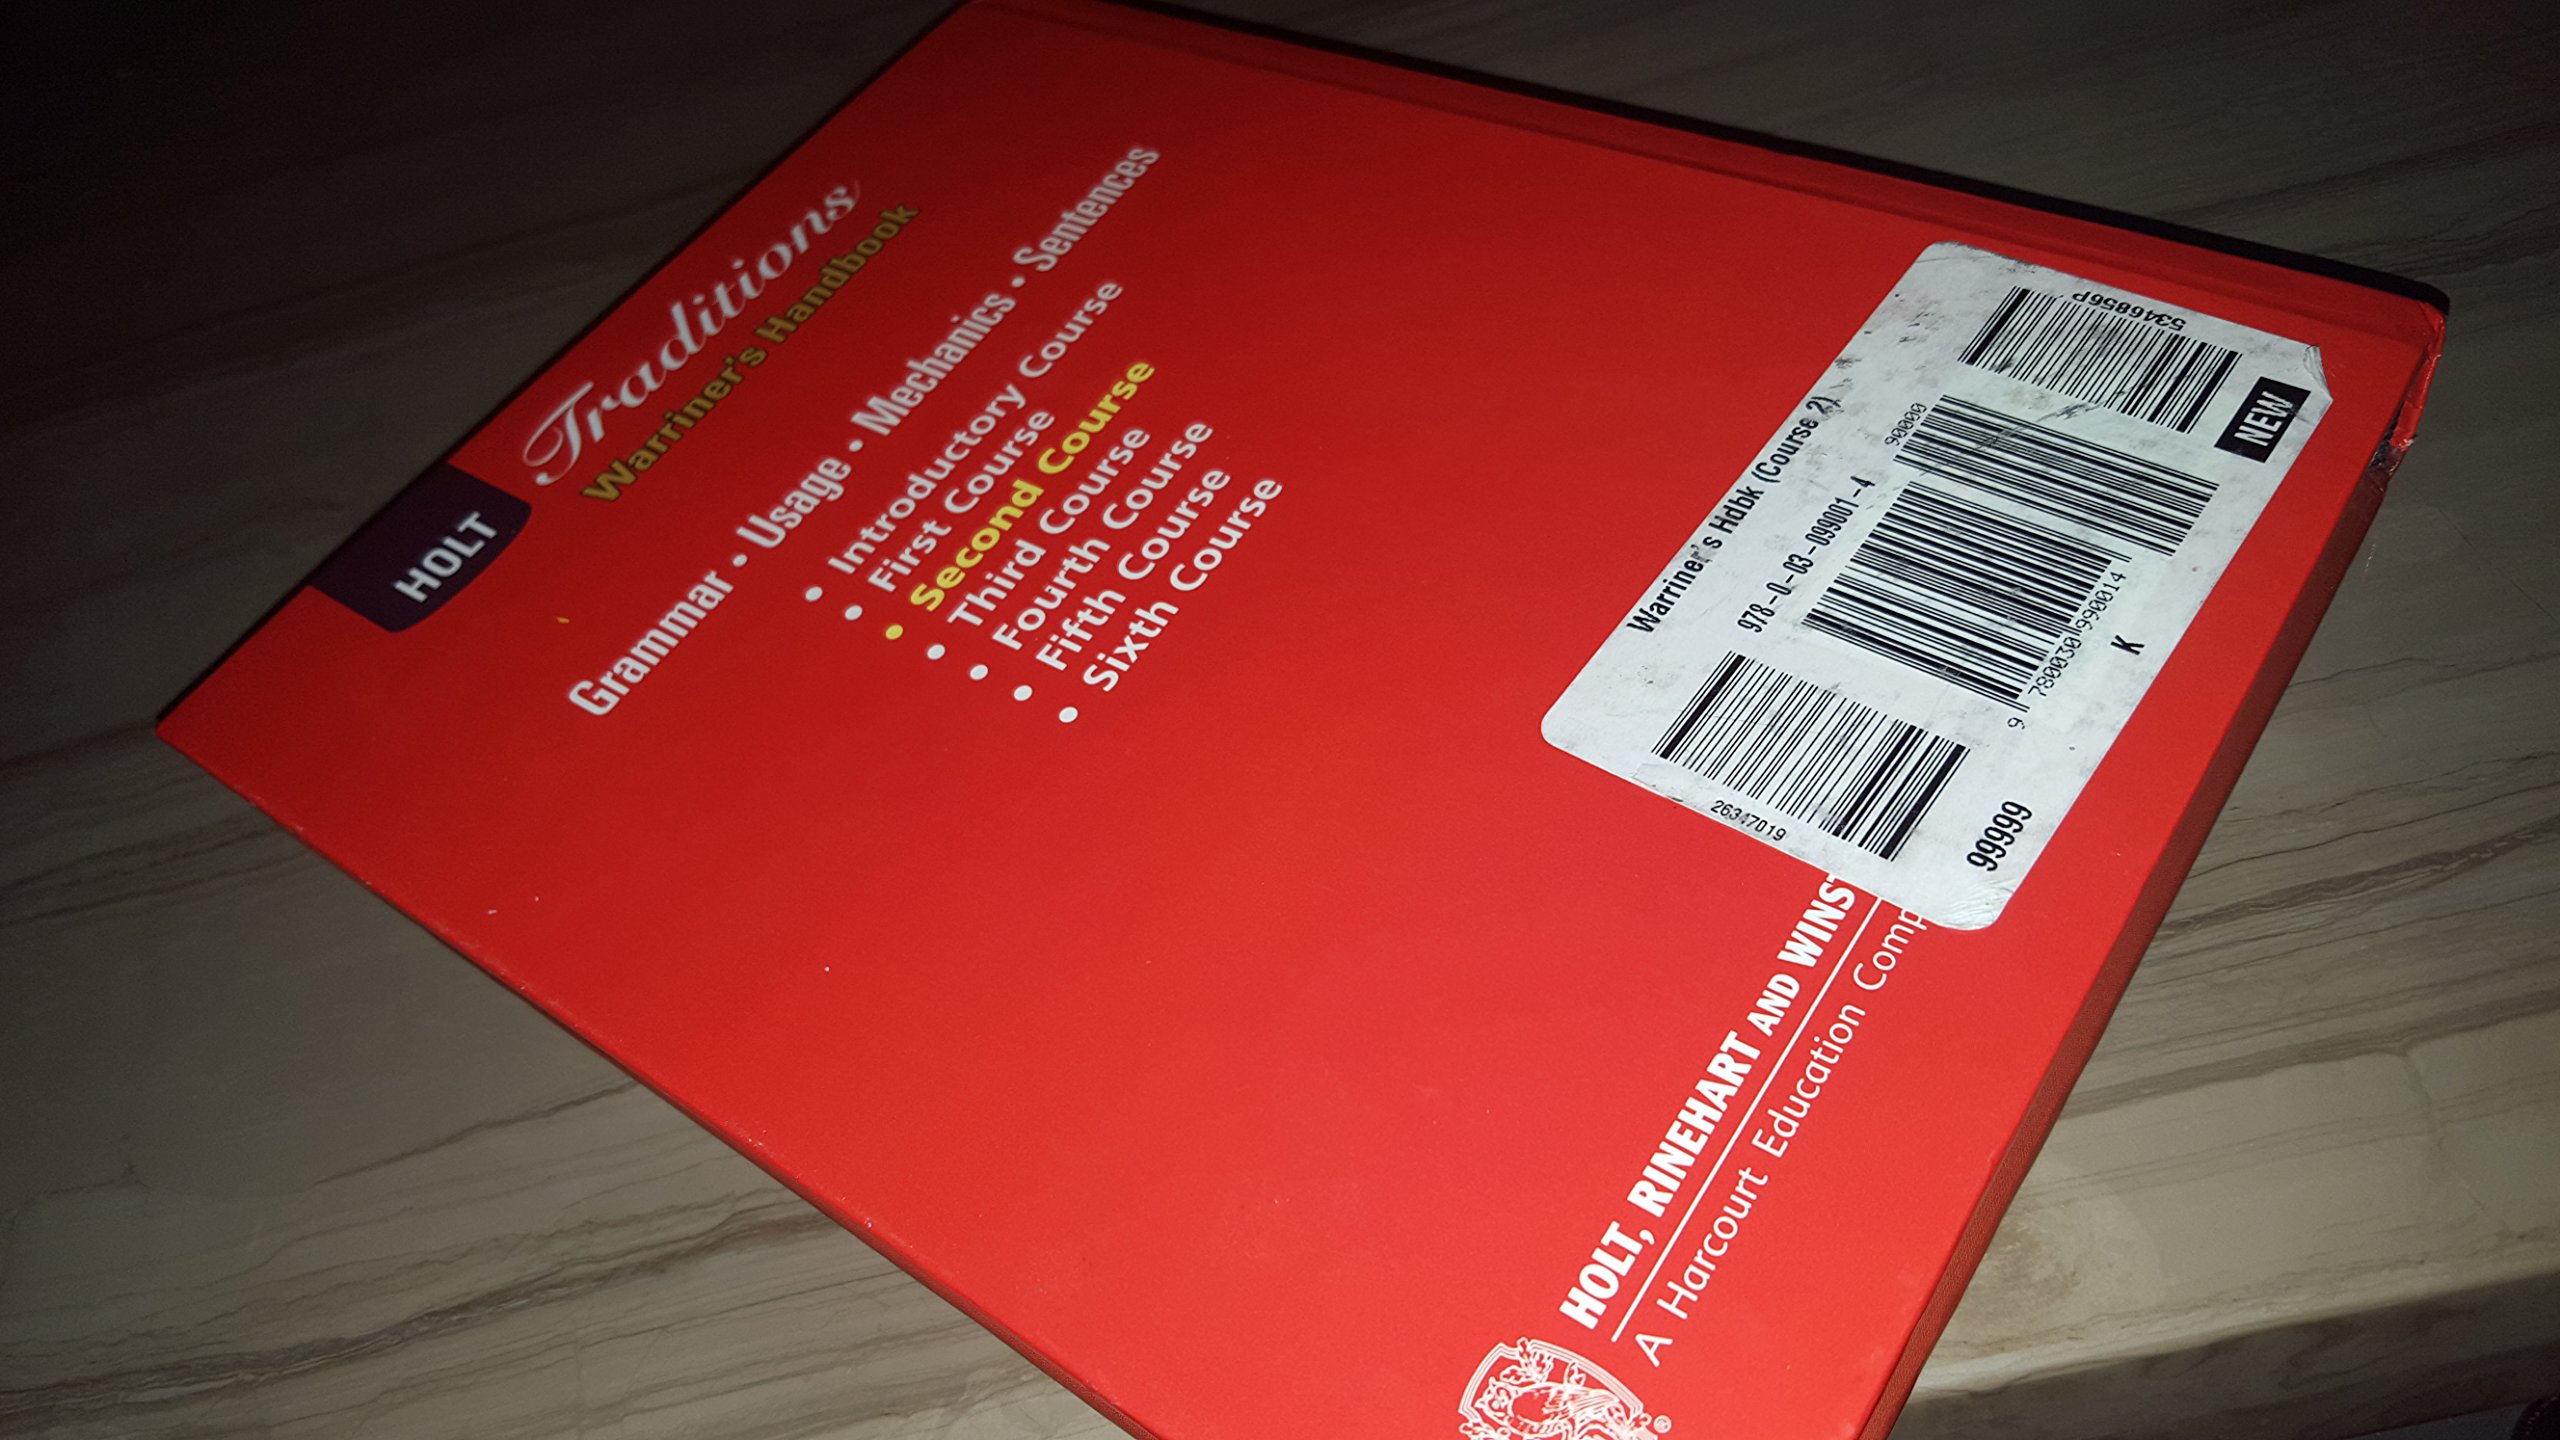 HOLT
Traditions
Warriner's Handbook
Grammar • Usage • Mechanics • Sentences
• Introductory Course
• First Course
• Second Course
• Third Course
• Fourth Course
• Fifth Course
• Sixth Course
53468856P
NEW
Warriner's Hdbk (Course 2)
978-0-03-099001-4
90000
9 780030 990014
K
26347019
99999
HOLT, RINEHART AND WINST
A Harcourt Education Comp
®